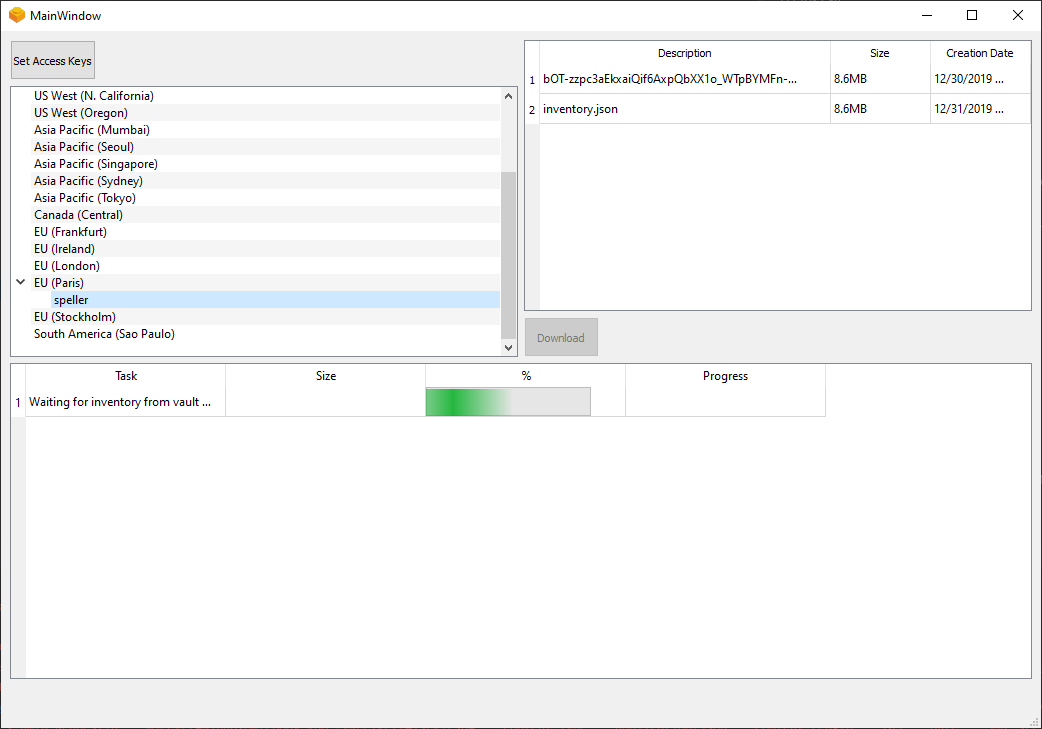 MainWindow
Set Access Keys
US West (N. California)
US West (Oregon)
Asia Pacific (Mumbai)
Asia Pacific (Seoul)
Asia Pacific (Singapore)
Asia Pacific (Sydney)
Asia Pacific (Tokyo)
Canada (Central)
EU (Frankfurt)
EU (Ireland)
EU (London)
EU (Paris)
speller
EU (Stockholm)
South America (Sao Paulo)
Description Size Creation Date
1 bOT-zzpc3aEkxaiQif6AxpQbXX1o_WTpBYMFn-... 8.6MB 12/30/2019 ...
2 inventory.json 8.6MB 12/31/2019 ...
Download
Task Size % Progress
1 Waiting for inventory from vault ...